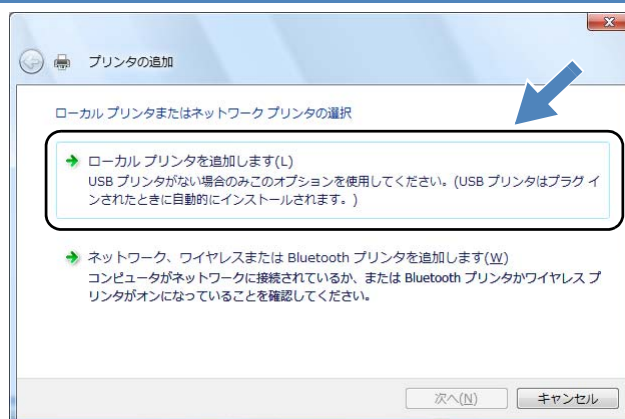 プリンタの追加
ローカル プリンタまたはネットワーク プリンタの選択
ローカル プリンタを追加します(L)
USB プリンタがない場合のみこのオプションを使用してください。(USB プリンタはプラグ イ
ンされたときに自動的にインストールされます。)
ネットワーク、ワイヤレスまたは Bluetooth プリンタを追加します(W)
コンピュータがネットワークに接続されているか、または Bluetooth プリンタかワイヤレス プ
リンタがオンになっていることを確認してください。
次へ(N) キャンセル